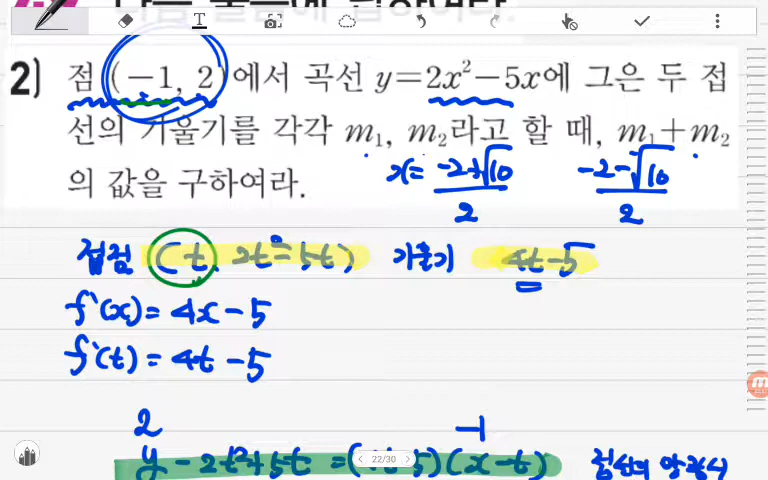 2) 점 (-1, 2)에서 곡선 y=2x²-5x에 그은 두 접
선의 기울기를 각각 m₁, m₂라고 할 때, m₁+m₂
의 값을 구하여라.
x= -2+√10/2 -2-√10/2
접점 (t, 2t²-5t) 기울기 4t-5
f'(x)= 4x-5
f'(t)= 4t-5
2 -1
y-2t²+5t=(4t-5)(x-t) 접선의 방정식
22/30